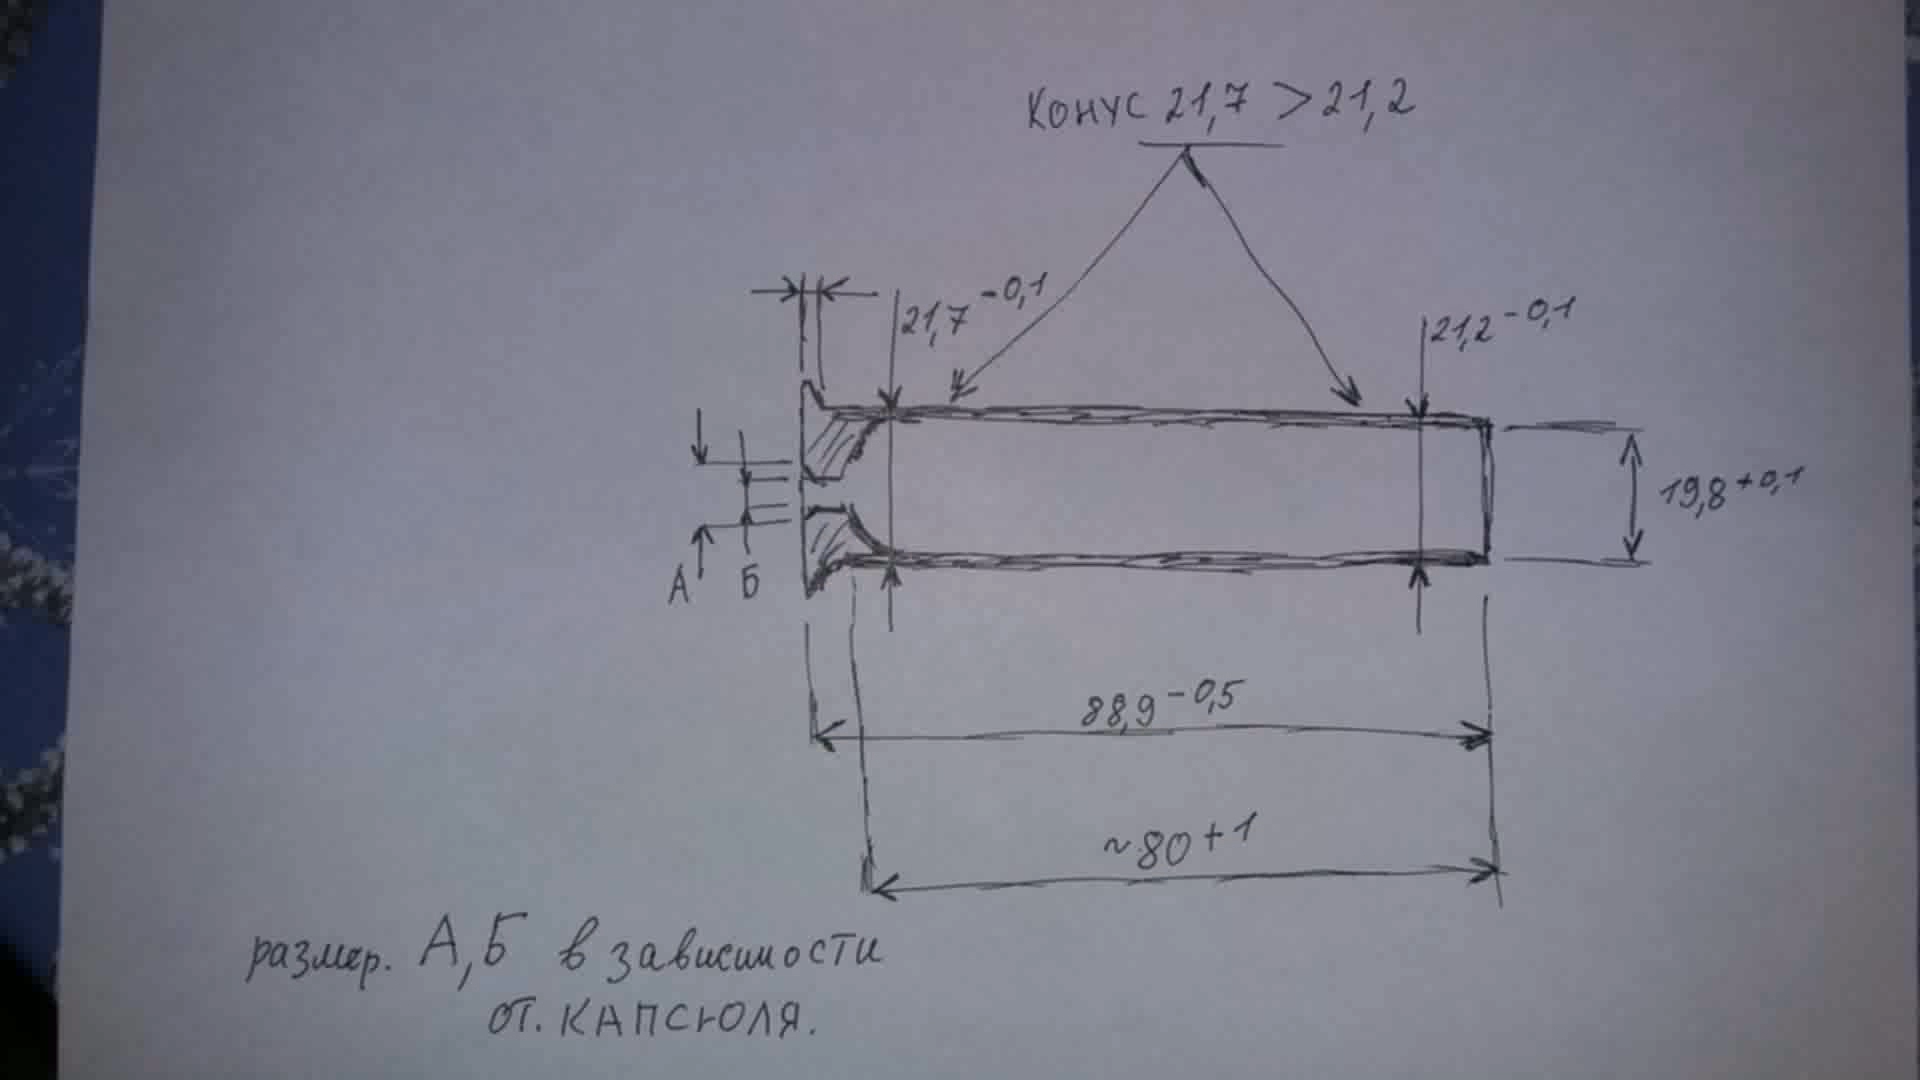 КОНУС 21,7 > 21,2
21,7 -0,1
21,2 -0,1
19,8 +0,1
А Б
88,9 -0,5
~80 +1
размер. А,Б в зависимости
от. КАПСЮЛЯ.